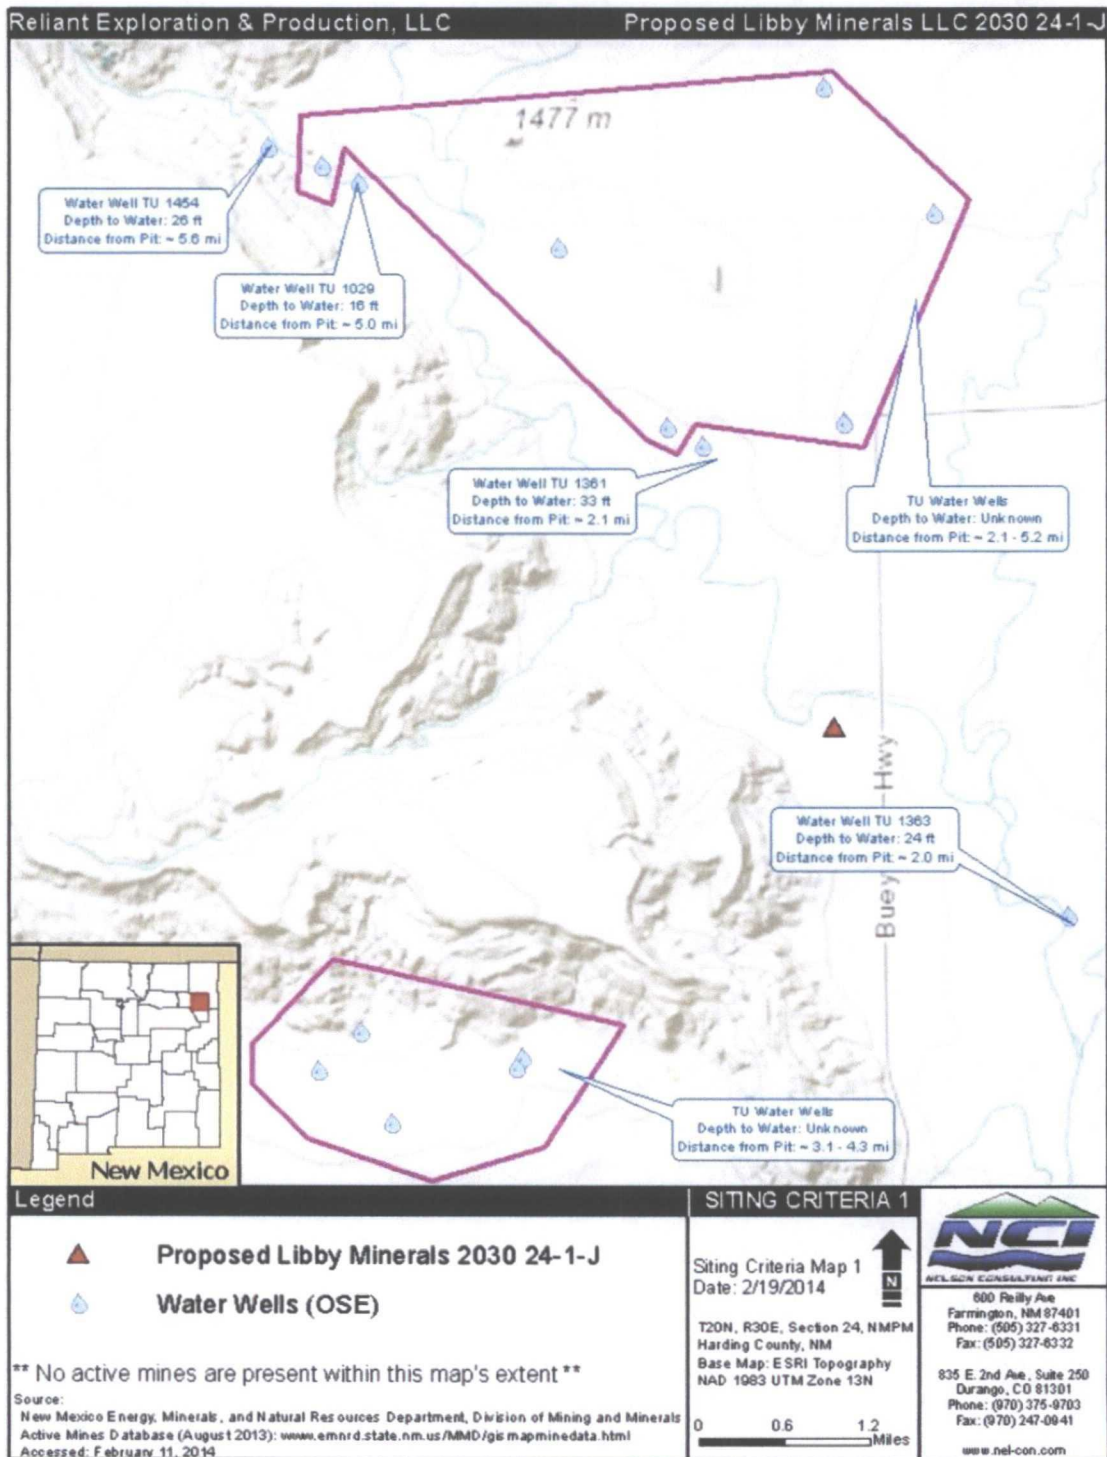 Reliant Exploration & Production, LLC
Proposed Libby Minerals LLC 2030 24-1-J
1477 m
Water Well TU 1454
Depth to Water: 26 ft
Distance from Pit: ~ 5.6 mi
Water Well TU 1029
Depth to Water: 16 ft
Distance from Pit: ~ 5.0 mi
Water Well TU 1361
Depth to Water: 33 ft
Distance from Pit: ~ 2.1 mi
TU Water Wells
Depth to Water: Unknown
Distance from Pit: ~ 2.1 - 5.2 mi
Water Well TU 1363
Depth to Water: 24 ft
Distance from Pit: ~ 2.0 mi
Buey Hwy
TU Water Wells
Depth to Water: Unknown
Distance from Pit: ~ 3.1 - 4.3 mi
New Mexico
Legend
Proposed Libby Minerals 2030 24-1-J
Water Wells (OSE)
** No active mines are present within this map's extent **
Source:
New Mexico Energy, Minerals, and Natural Resources Department, Division of Mining and Minerals
Active Mines Database (August 2013): www.emnrd.state.nm.us/MMD/gismapminedata.html
Accessed: February 11, 2014
SITING CRITERIA 1
Siting Criteria Map 1
Date: 2/19/2014
N
T20N, R30E, Section 24, NMPM
Harding County, NM
Base Map: ESRI Topography
NAD 1983 UTM Zone 13N
0 0.6 1.2
Miles
NCI
NELSON CONSULTING INC
600 Reilly Ave
Farmington, NM 87401
Phone: (505) 327-6331
Fax: (505) 327-6332
835 E. 2nd Ave, Suite 250
Durango, CO 81301
Phone: (970) 375-9703
Fax: (970) 247-0941
www.nel-con.com